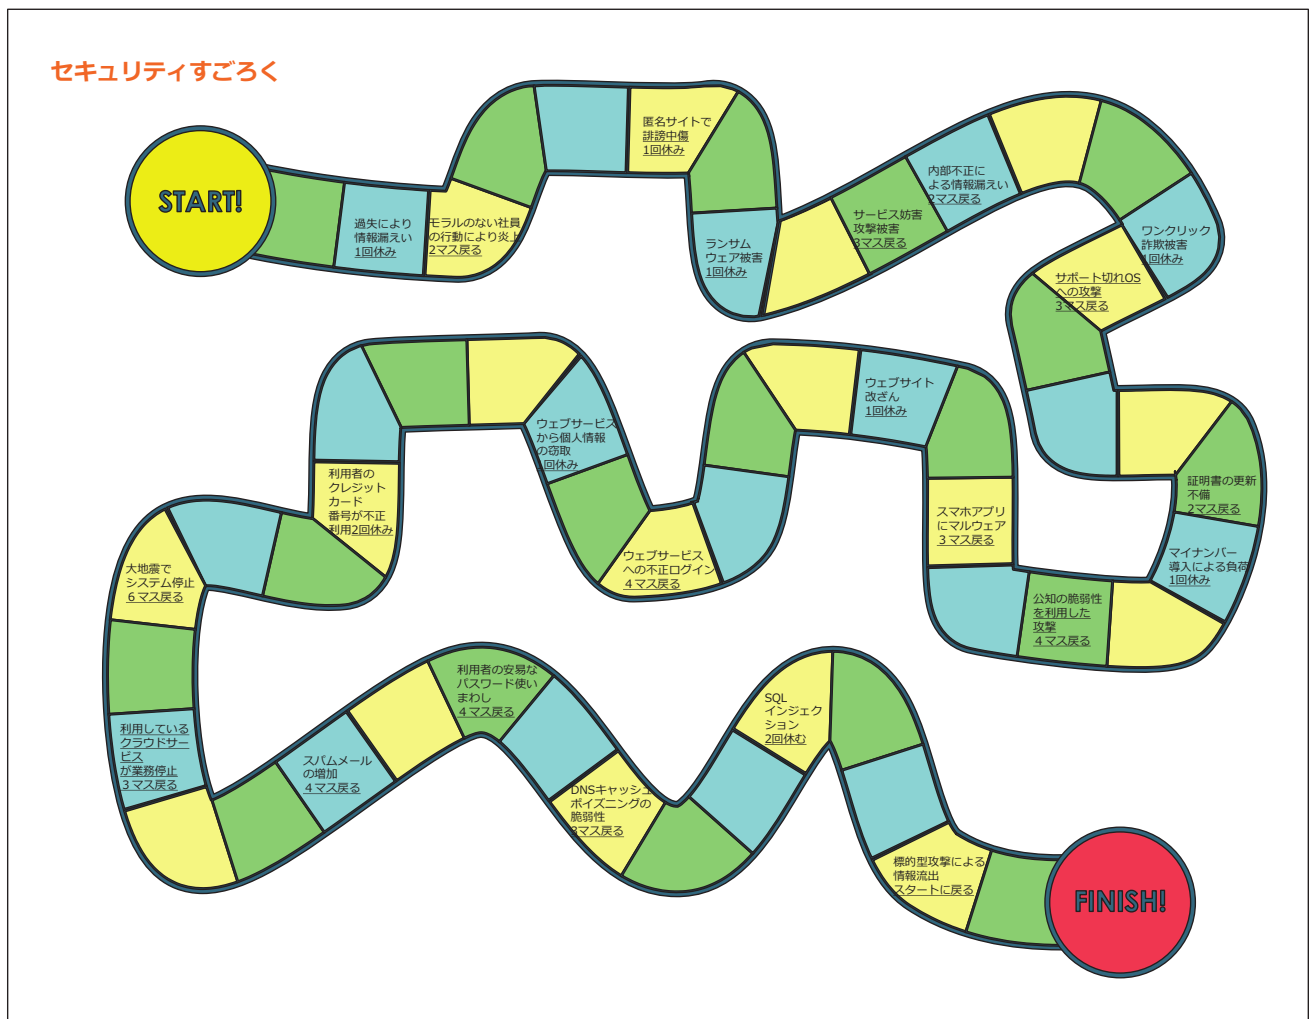 セキュリティすごろく
START!
過失により
情報漏えい
1回休み
モラルのない社員
の行動により炎上
2マス戻る
匿名サイトで
誹謗中傷
1回休み
ランサム
ウェア被害
1回休み
サービス妨害
攻撃被害
3マス戻る
内部不正に
よる情報漏えい
2マス戻る
ワンクリック
詐欺被害
1回休み
サポート切れOS
への攻撃
3マス戻る
証明書の更新
不備
2マス戻る
マイナンバー
導入による負荷
1回休み
公知の脆弱性
を利用した
攻撃
４マス戻る
スマホアプリ
にマルウェア
３マス戻る
ウェブサイト
改ざん
1回休み
ウェブサービス
への不正ログイン
４マス戻る
ウェブサービス
から個人情報
の窃取
1回休み
利用者の
クレジット
カード
番号が不正
利用2回休み
大地震で
システム停止
６マス戻る
利用している
クラウドサー
ビス
が業務停止
３マス戻る
スパムメール
の増加
４マス戻る
利用者の安易な
パスワード使い
まわし
４マス戻る
DNSキャッシュ
ポイズニングの
脆弱性
3マス戻る
SQL
インジェク
ション
2回休む
標的型攻撃による
情報流出
スタートに戻る
FINISH!